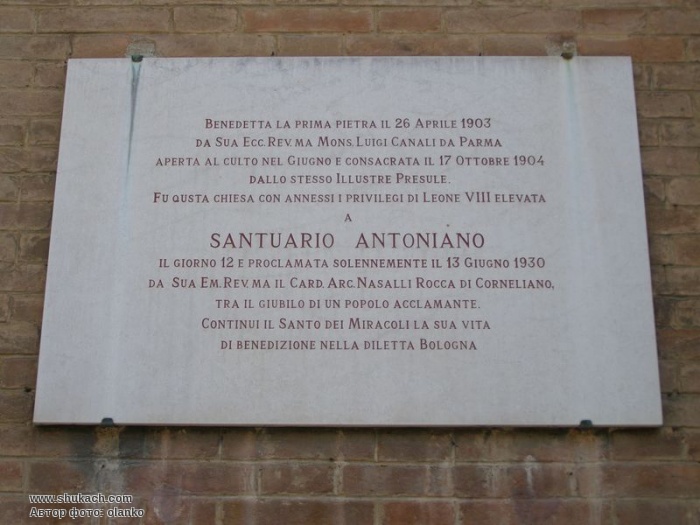 Benedetta la prima pietra il 26 Aprile 1903
da Sua Ecc. Rev.ma Mons. Luigi Canali da Parma
aperta al culto nel Giugno e consacrata il 17 Ottobre 1904
dallo stesso Illustre Presule.
Fu qusta chiesa con annessi i privilegi di Leone VIII elevata
a
SANTUARIO ANTONIANO
il giorno 12 e proclamata solennemente il 13 Giugno 1930
da Sua Em. Rev.ma il Card. Arc. Nasalli Rocca di Corneliano,
tra il giubilo di un popolo acclamante.
Continui il Santo dei Miracoli la sua vita
di benedizione nella diletta Bologna
www.shukach.com
Автор фото: olanko